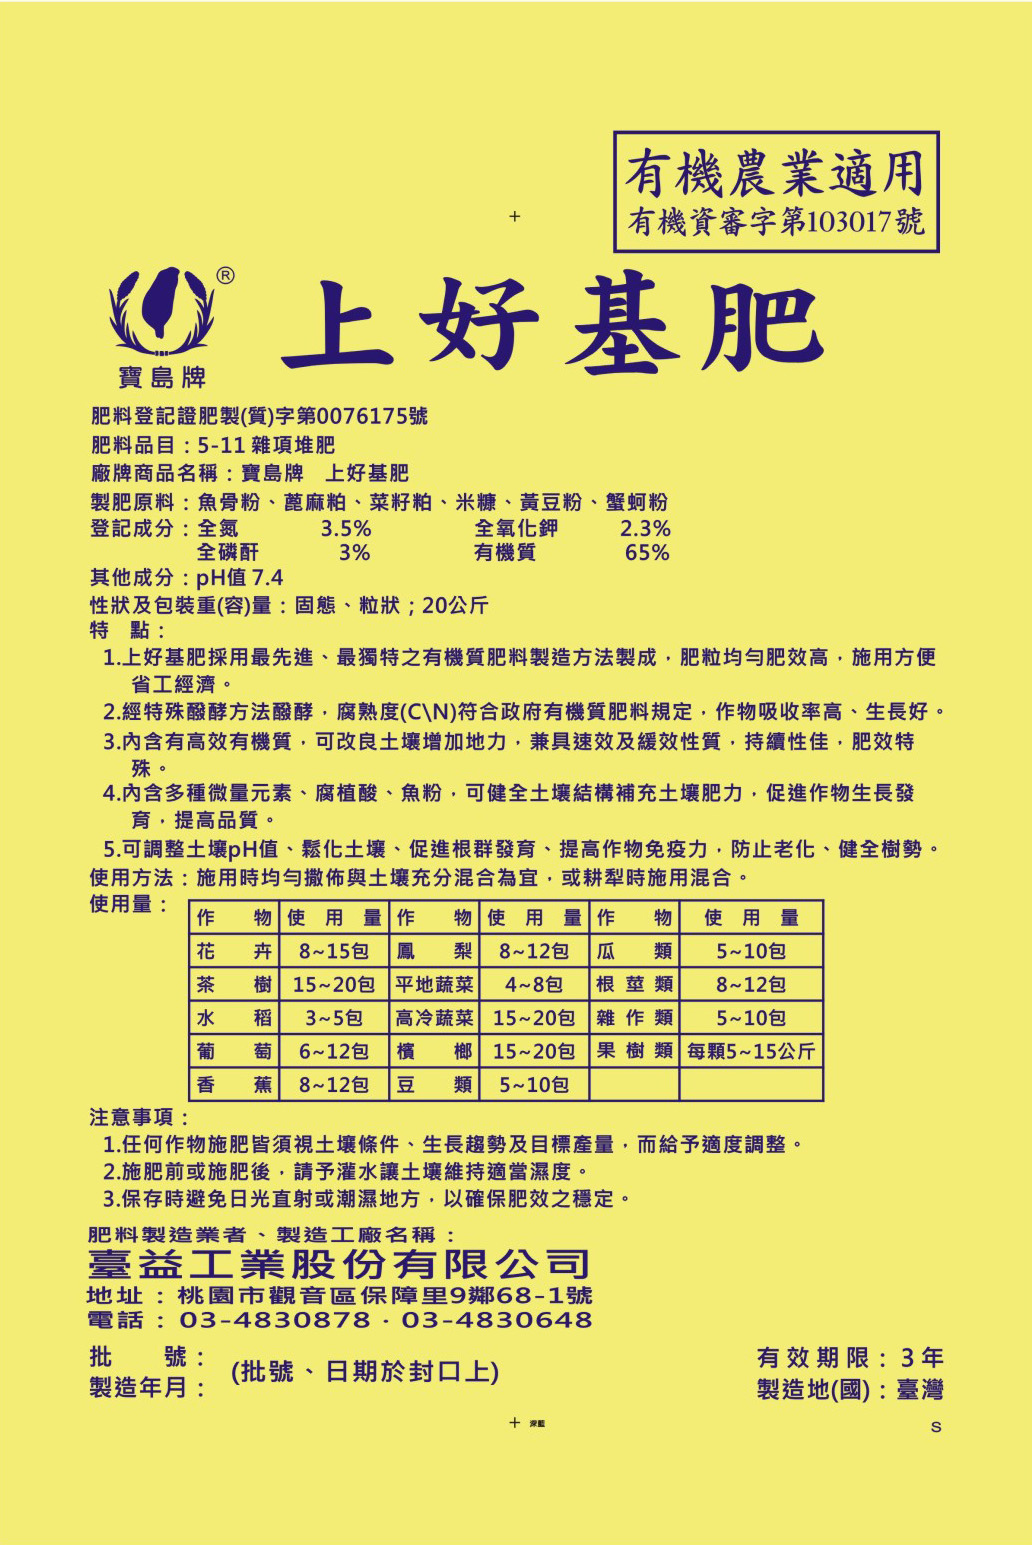 有機農業適用
有機資審字第103017號
®
上好基肥
寶島牌
肥料登記證肥製(質)字第0076175號
肥料品目：5-11 雜項堆肥
廠牌商品名稱：寶島牌　上好基肥
製肥原料：魚骨粉、蓖麻粕、菜籽粕、米糠、黃豆粉、蟹蚵粉
登記成分：全氮 3.5% 全氧化鉀 2.3%
全磷酐 3% 有機質 65%
其他成分：pH值 7.4
性狀及包裝重(容)量：固態、粒狀；20公斤
特　點：
1.上好基肥採用最先進、最獨特之有機質肥料製造方法製成，肥粒均勻肥效高，施用方便
省工經濟。
2.經特殊醱酵方法醱酵，腐熟度(C\N)符合政府有機質肥料規定，作物吸收率高、生長好。
3.內含有高效有機質，可改良土壤增加地力，兼具速效及緩效性質，持續性佳，肥效特
殊。
4.內含多種微量元素、腐植酸、魚粉，可健全土壤結構補充土壤肥力，促進作物生長發
育，提高品質。
5.可調整土壤pH值、鬆化土壤、促進根群發育、提高作物免疫力，防止老化、健全樹勢。
使用方法：施用時均勻撒佈與土壤充分混合為宜，或耕犁時施用混合。
使用量：
作　物 使 用 量 作　物 使 用 量 作　物 使 用 量
花　卉 8~15包 鳳　梨 8~12包 瓜　類 5~10包
茶　樹 15~20包 平地蔬菜 4~8包 根 莖 類 8~12包
水　稻 3~5包 高冷蔬菜 15~20包 雜 作 類 5~10包
葡　萄 6~12包 檳　榔 15~20包 果 樹 類 每顆5~15公斤
香　蕉 8~12包 豆　類 5~10包
注意事項：
1.任何作物施肥皆須視土壤條件、生長趨勢及目標產量，而給予適度調整。
2.施肥前或施肥後，請予灌水讓土壤維持適當濕度。
3.保存時避免日光直射或潮濕地方，以確保肥效之穩定。
肥料製造業者、製造工廠名稱：
臺益工業股份有限公司
地址：桃園市觀音區保障里9鄰68-1號
電話：03-4830878．03-4830648
批　號：
(批號、日期於封口上)
製造年月：
有效期限：3年
製造地(國)：臺灣
深藍
S